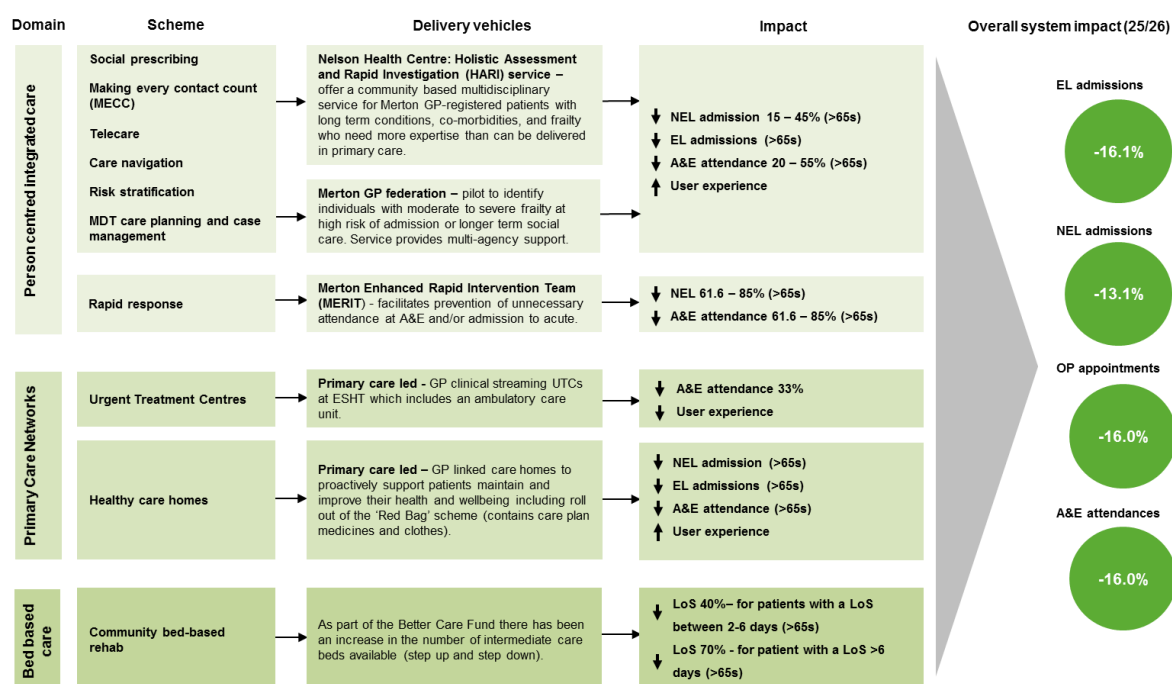 Domain
Scheme
Delivery vehicles
Impact
Overall system impact (25/26)
Person centred integrated care
Social prescribing
Making every contact count
(MECC)
Telecare
Care navigation
Risk stratification
MDT care planning and case
management
Nelson Health Centre: Holistic Assessment
and Rapid Investigation (HARI) service –
offer a community based multidisciplinary
service for Merton GP-registered patients with
long term conditions, co-morbidities, and frailty
who need more expertise than can be delivered
in primary care.
Merton GP federation – pilot to identify
individuals with moderate to severe frailty at
high risk of admission or longer term social
care. Service provides multi-agency support.
NEL admission 15 – 45% (>65s)
EL admissions (>65s)
A&E attendance 20 – 55% (>65s)
User experience
Rapid response
Merton Enhanced Rapid Intervention Team
(MERIT) - facilitates prevention of unnecessary
attendance at A&E and/or admission to acute.
NEL 61.6 – 85% (>65s)
A&E attendance 61.6 – 85% (>65s)
Primary Care Networks
Urgent Treatment Centres
Primary care led - GP clinical streaming UTCs
at ESHT which includes an ambulatory care
unit.
A&E attendance 33%
User experience
Healthy care homes
Primary care led – GP linked care homes to
proactively support patients maintain and
improve their health and wellbeing including roll
out of the ‘Red Bag’ scheme (contains care plan
medicines and clothes).
NEL admission (>65s)
EL admissions (>65s)
A&E attendance (>65s)
User experience
Bed based
care
Community bed-based
rehab
As part of the Better Care Fund there has been
an increase in the number of intermediate care
beds available (step up and step down).
LoS 40%– for patients with a LoS
between 2-6 days (>65s)
LoS 70% - for patient with a LoS >6
days (>65s)
EL admissions
-16.1%
NEL admissions
-13.1%
OP appointments
-16.0%
A&E attendances
-16.0%